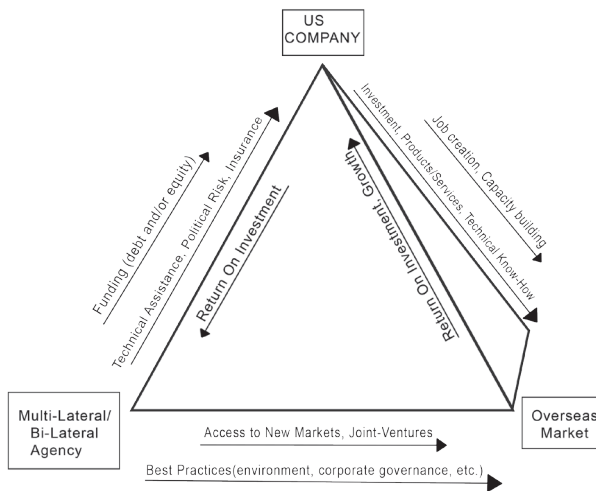 US
COMPANY
Funding (debt and/or equity)
Technical Assistance, Political Risk, Insurance
Return On Investment
Return On Investment, Growth
Investment, Products/Services, Technical Know-How
Job creation, Capacity building
Multi-Lateral/
Bi-Lateral
Agency
Overseas
Market
Access to New Markets, Joint-Ventures
Best Practices(environment, corporate governance, etc.)